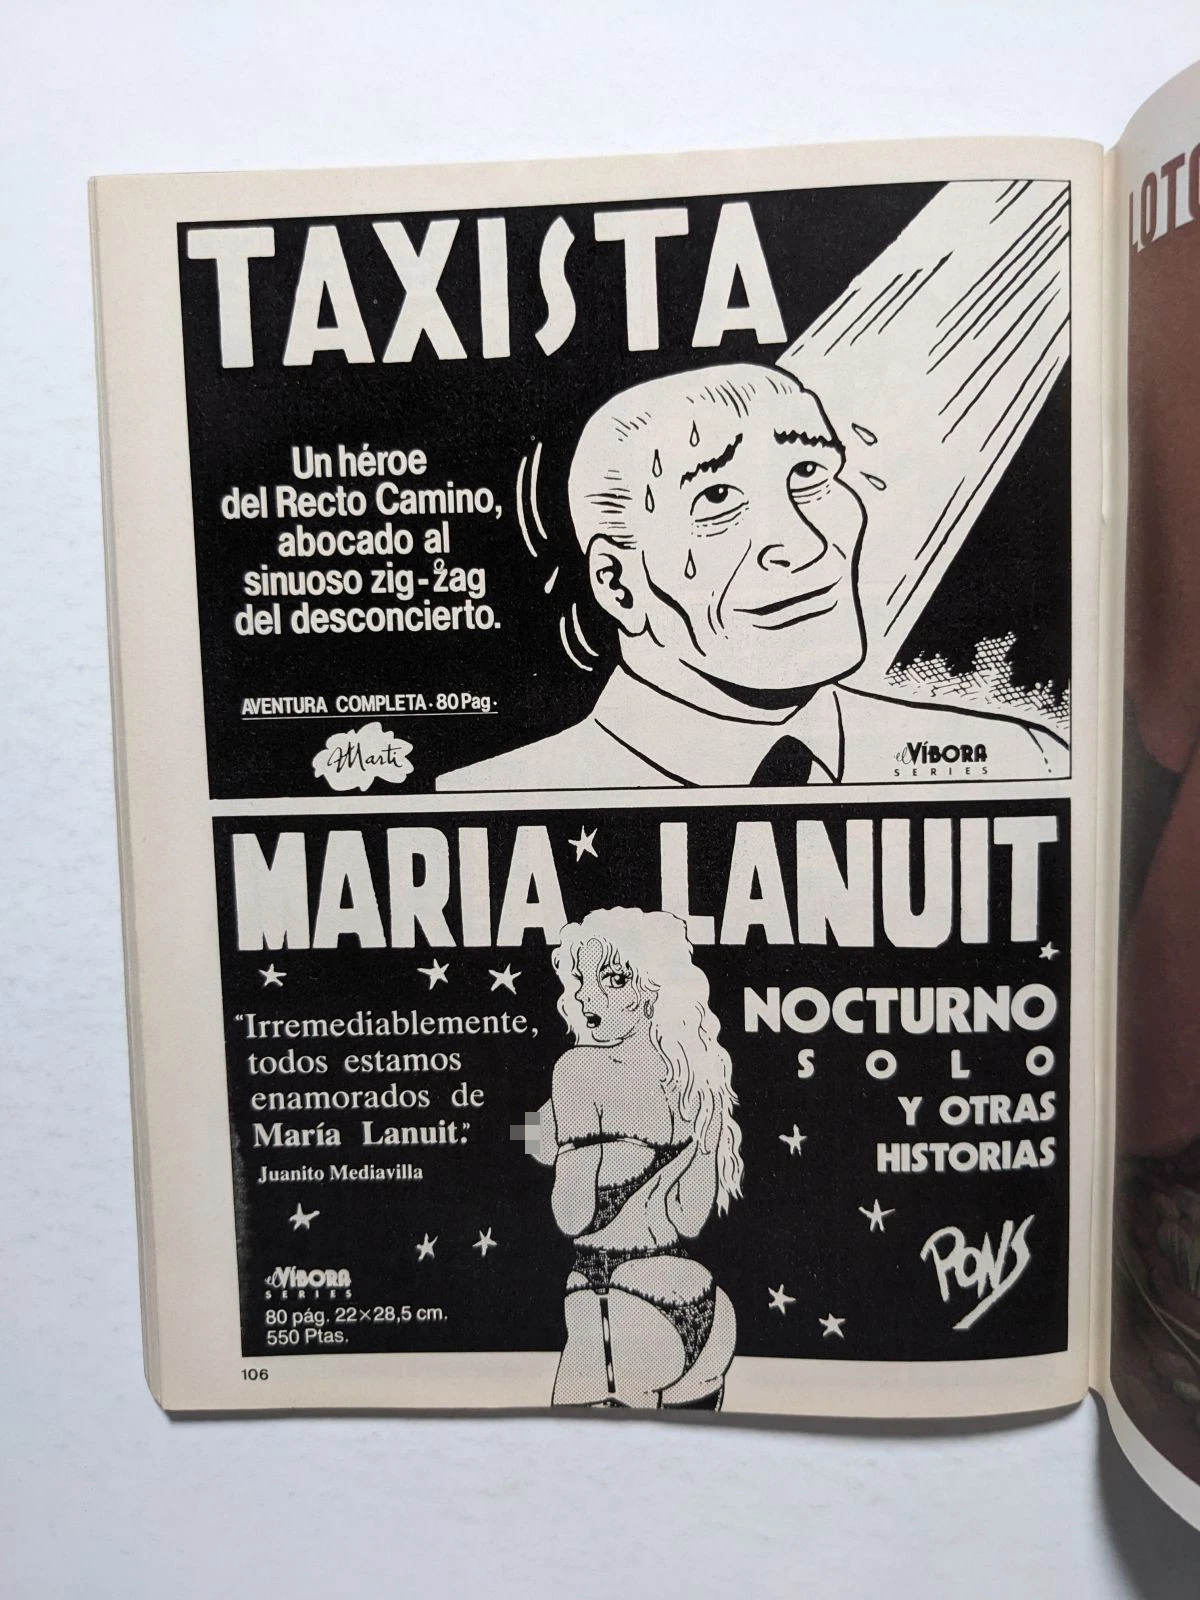 TAXISTA
Un héroe
del Recto Camino,
abocado al
sinuoso zig-zag
del desconcierto.
AVENTURA COMPLETA·80 Pag·
Marti
el VÍBORA
SERIES
MARIA LANUIT
"Irremediablemente,
todos estamos
enamorados de
María Lanuit."
Juanito Mediavilla
NOCTURNO
SOLO
Y OTRAS
HISTORIAS
PONS
el VÍBORA
SERIES
80 pág. 22×28,5 cm.
550 Ptas.
106
LOTO